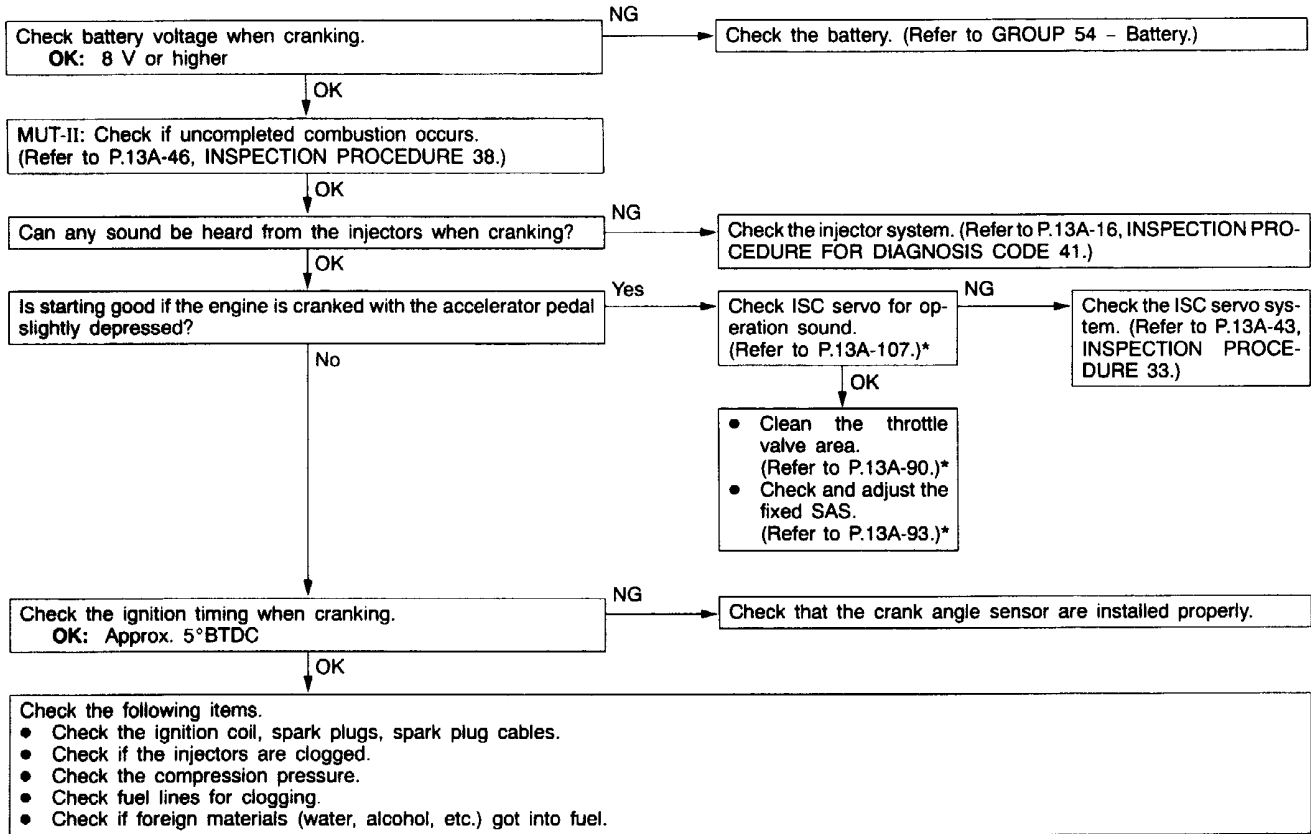 Check battery voltage when cranking.
OK: 8 V or higher
NG
Check the battery. (Refer to GROUP 54 – Battery.)
OK
MUT-II: Check if uncompleted combustion occurs.
(Refer to P.13A-46, INSPECTION PROCEDURE 38.)
OK
Can any sound be heard from the injectors when cranking?
NG
Check the injector system. (Refer to P.13A-16, INSPECTION PRO-
CEDURE FOR DIAGNOSIS CODE 41.)
OK
Is starting good if the engine is cranked with the accelerator pedal
slightly depressed?
Yes
Check ISC servo for op-
eration sound.
(Refer to P.13A-107.)*
NG
Check the ISC servo sys-
tem. (Refer to P.13A-43,
INSPECTION PROCE-
DURE 33.)
OK
● Clean the throttle
valve area.
(Refer to P.13A-90.)*
● Check and adjust the
fixed SAS.
(Refer to P.13A-93.)*
No
Check the ignition timing when cranking.
OK: Approx. 5°BTDC
NG
Check that the crank angle sensor are installed properly.
OK
Check the following items.
● Check the ignition coil, spark plugs, spark plug cables.
● Check if the injectors are clogged.
● Check the compression pressure.
● Check fuel lines for clogging.
● Check if foreign materials (water, alcohol, etc.) got into fuel.